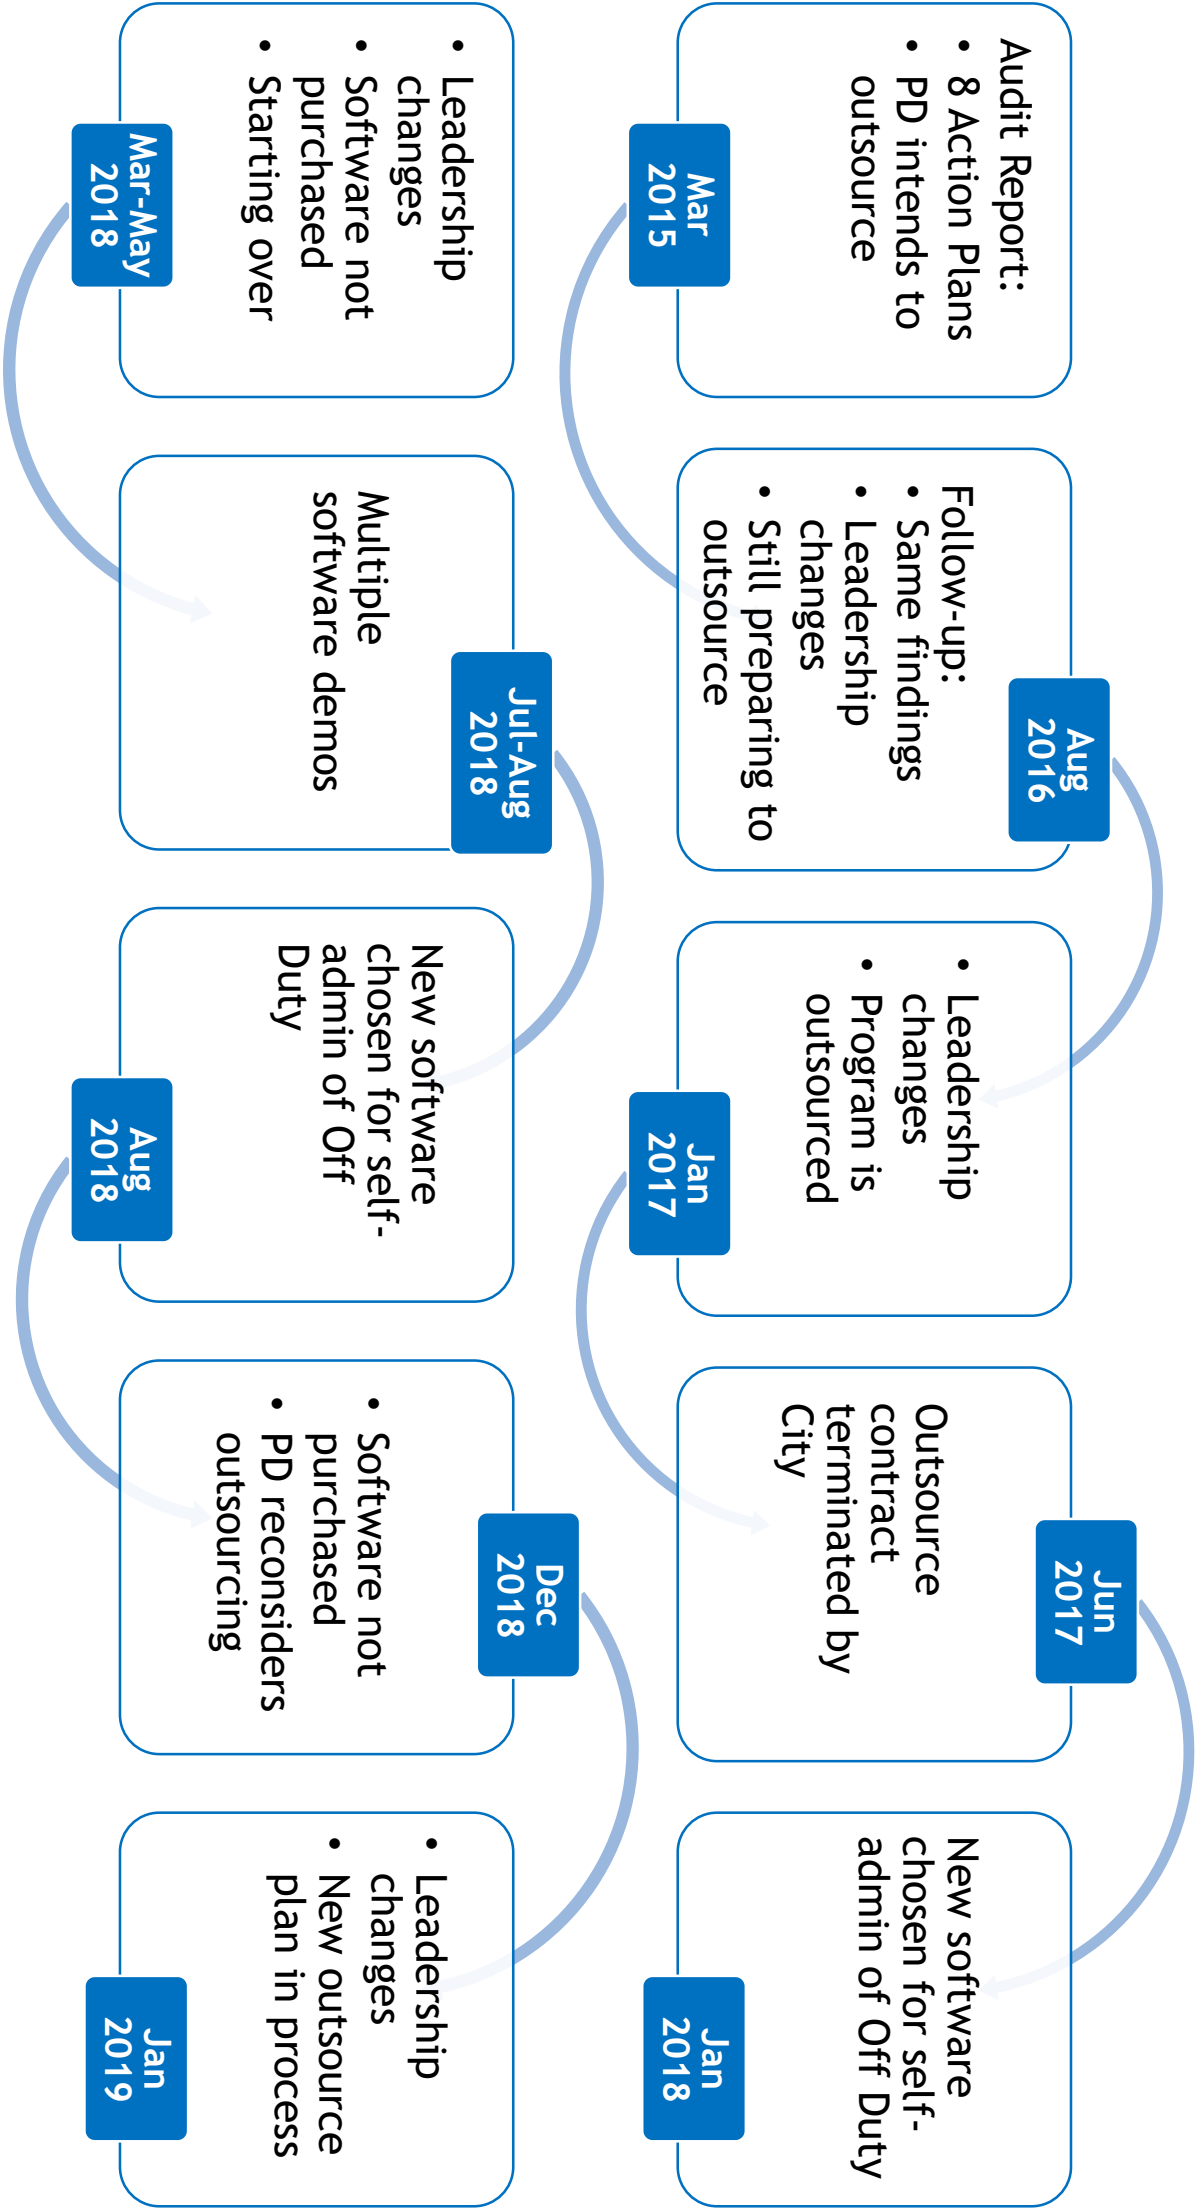 Audit Report:
• 8 Action Plans
• PD intends to
outsource
Mar
2015
Follow-up:
• Same findings
• Leadership
changes
• Still preparing to
outsource
Aug
2016
• Leadership
changes
• Program is
outsourced
Jan
2017
Outsource
contract
terminated by
City
Jun
2017
New software
chosen for self-
admin of Off Duty
Jan
2018
• Leadership
changes
• Software not
purchased
• Starting over
Mar-May
2018
Multiple
software demos
Jul-Aug
2018
New software
chosen for self-
admin of Off
Duty
Aug
2018
• Software not
purchased
• PD reconsiders
outsourcing
Dec
2018
• Leadership
changes
• New outsource
plan in process
Jan
2019